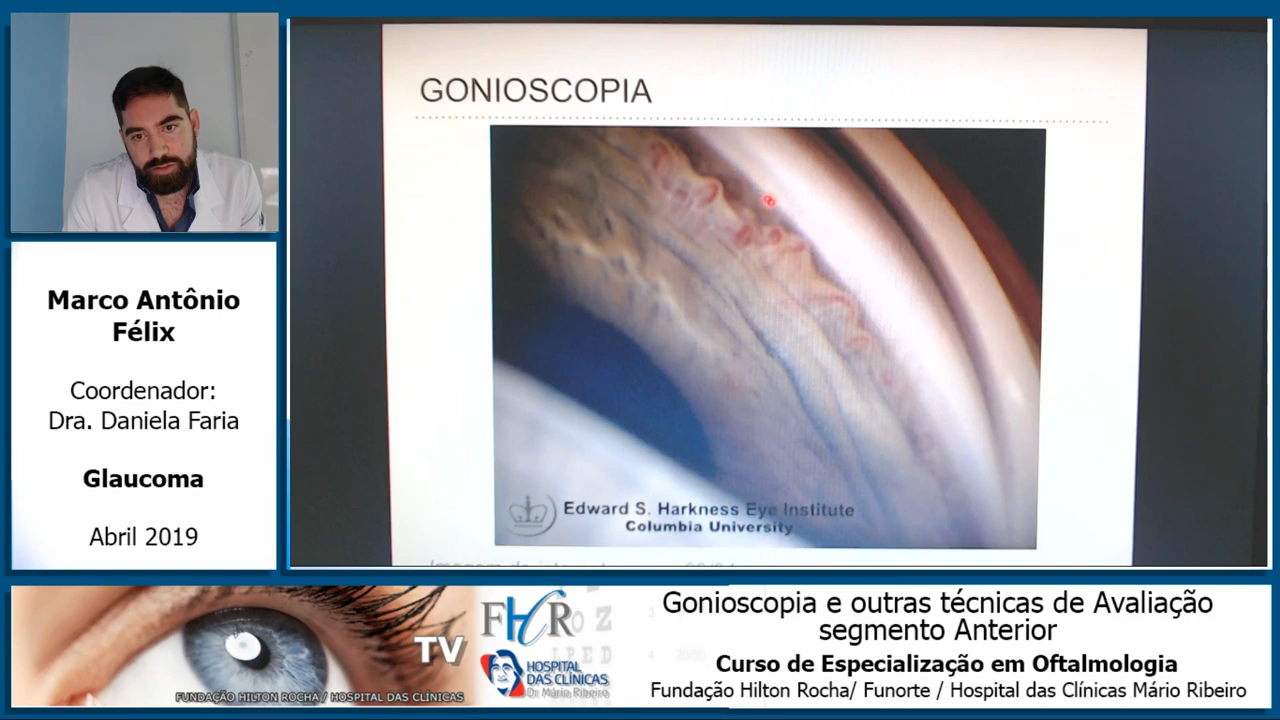 GONIOSCOPIA
Edward S. Harkness Eye Institute
Columbia University
Marco Antônio
Félix
Coordenador:
Dra. Daniela Faria
Glaucoma
Abril 2019
TV
FUNDAÇÃO HILTON ROCHA / HOSPITAL DAS CLÍNICAS
FHCR
HOSPITAL
DAS CLÍNICAS
Dr. Mário Ribeiro
Gonioscopia e outras técnicas de Avaliação
segmento Anterior
Curso de Especialização em Oftalmologia
Fundação Hilton Rocha/ Funorte / Hospital das Clínicas Mário Ribeiro